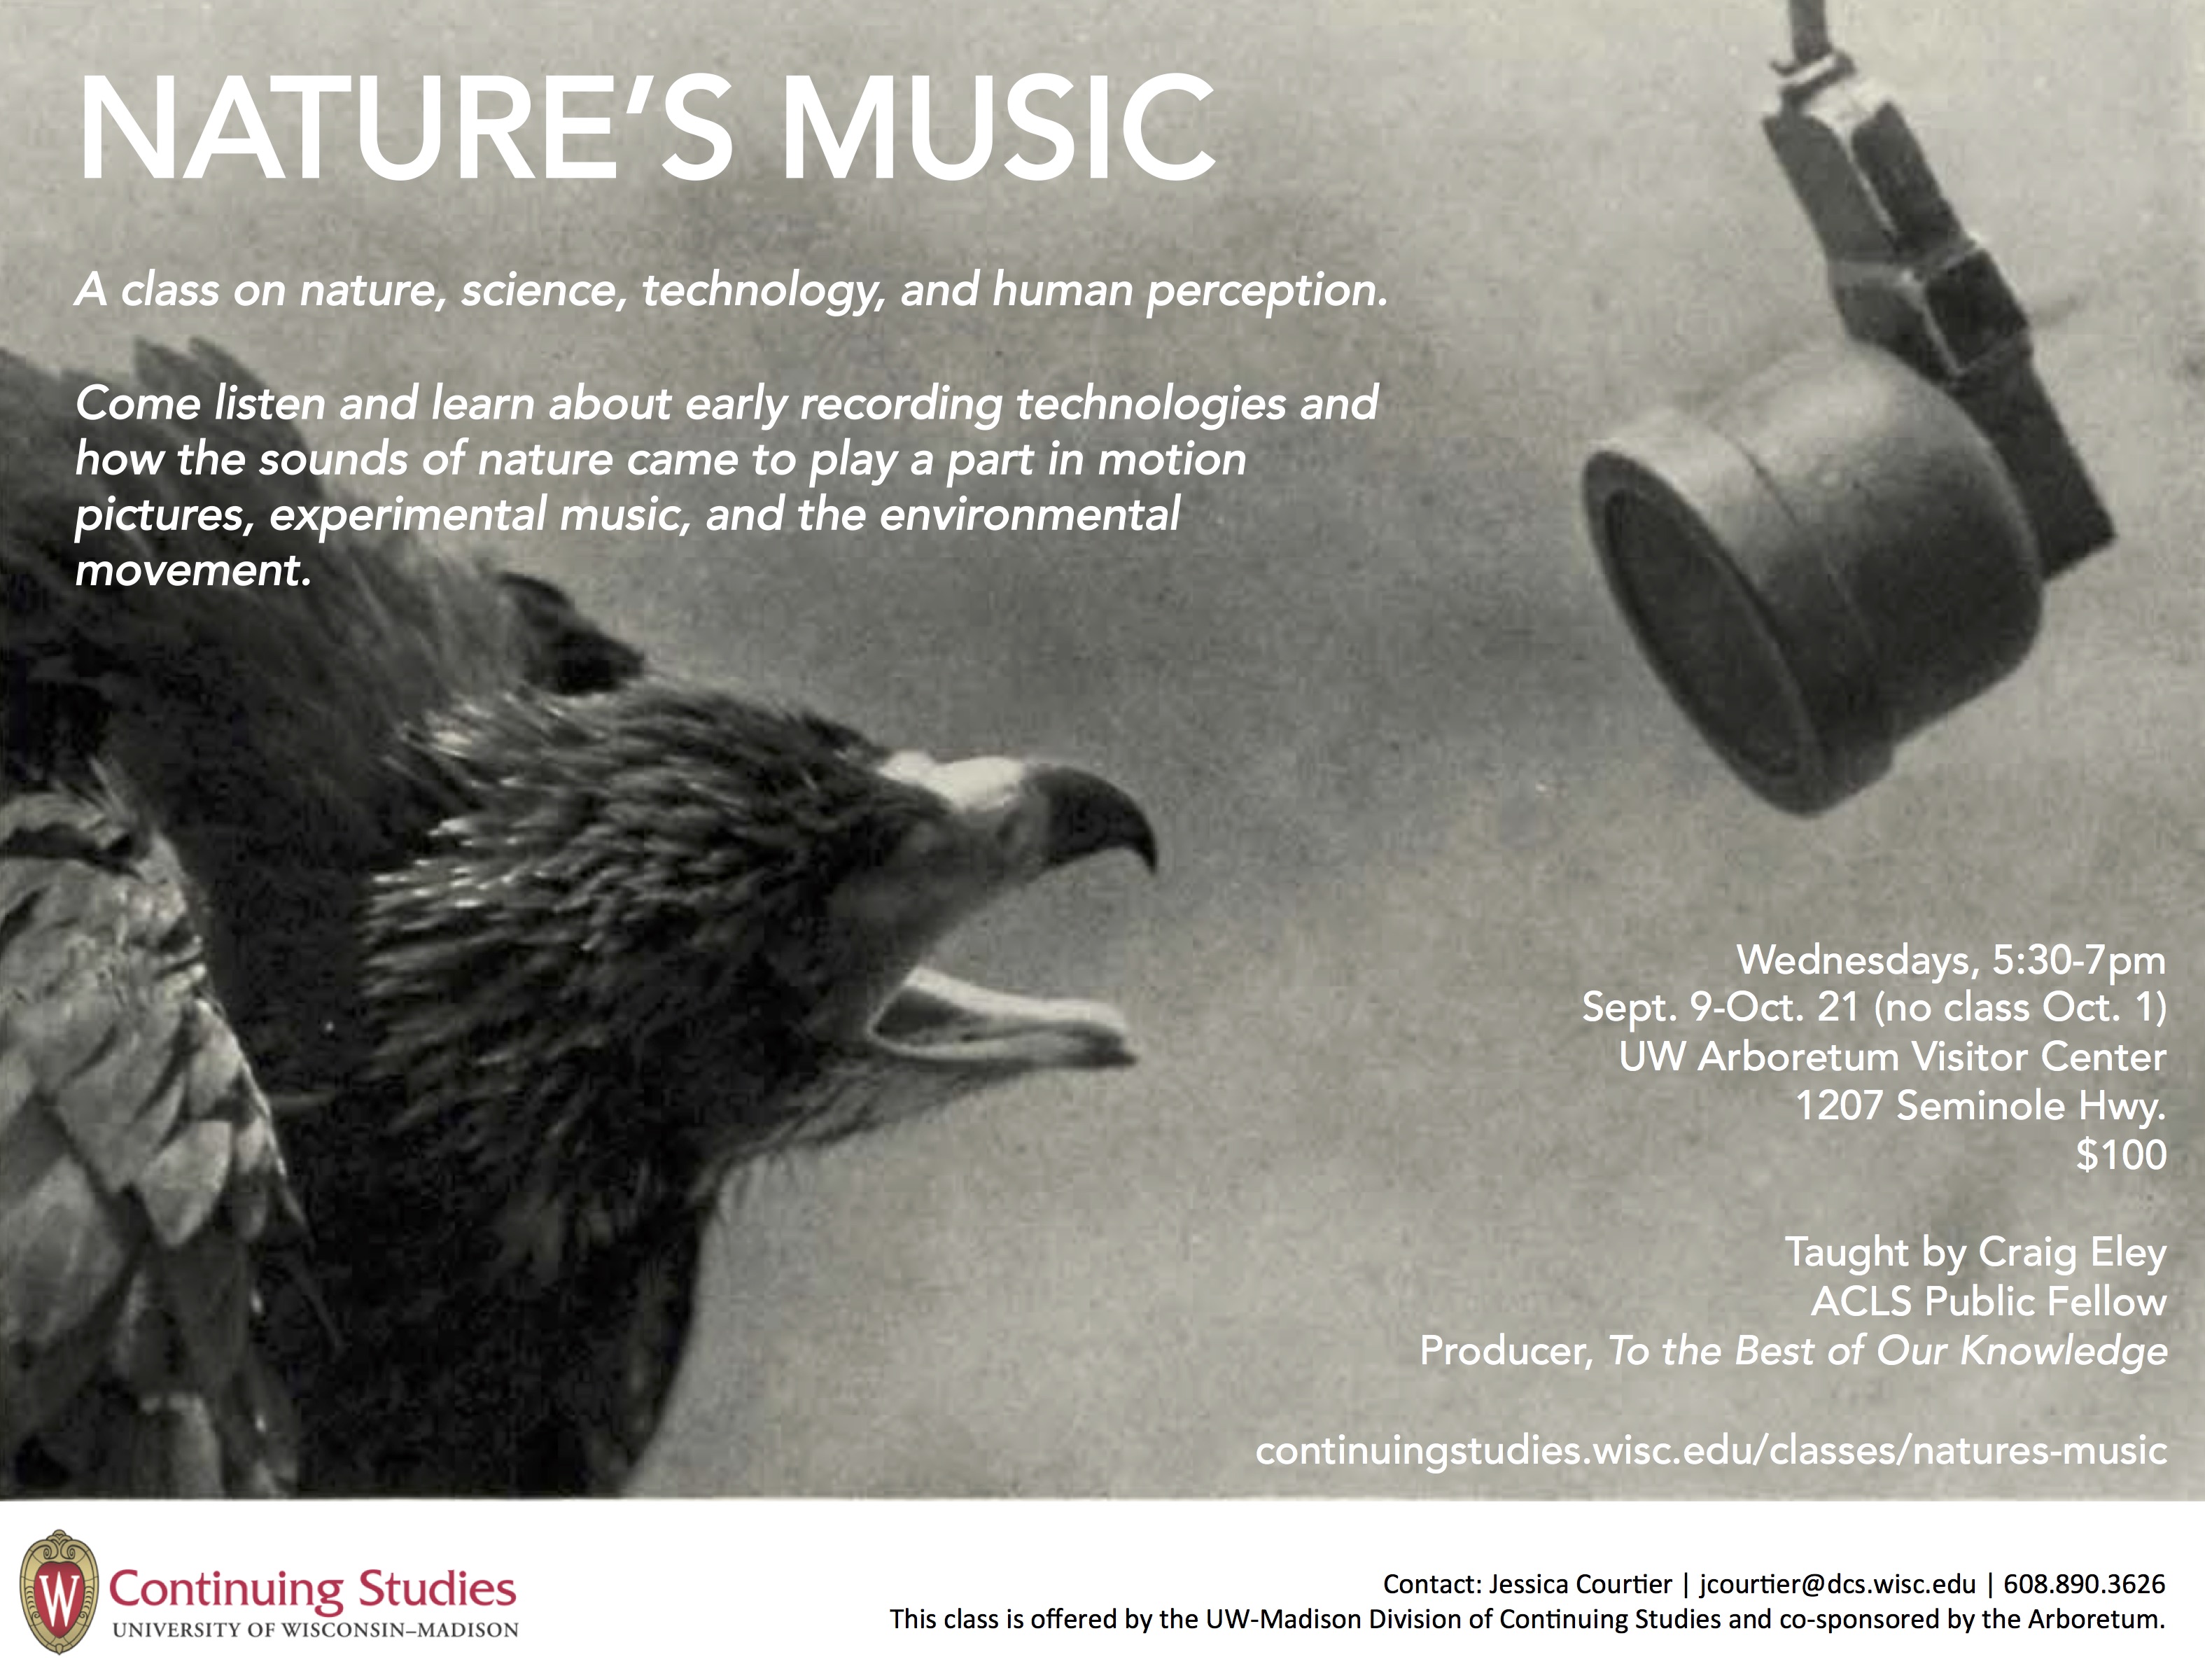 NATURE’S MUSIC
A class on nature, science, technology, and human perception.
Come listen and learn about early recording technologies and
how the sounds of nature came to play a part in motion
pictures, experimental music, and the environmental
movement.
Wednesdays, 5:30-7pm
Sept. 9-Oct. 21 (no class Oct. 1)
UW Arboretum Visitor Center
1207 Seminole Hwy.
$100
Taught by Craig Eley
ACLS Public Fellow
Producer, To the Best of Our Knowledge
continuingstudies.wisc.edu/classes/natures-music
W
Continuing Studies
UNIVERSITY OF WISCONSIN–MADISON
Contact: Jessica Courtier | jcourtier@dcs.wisc.edu | 608.890.3626
This class is offered by the UW-Madison Division of Continuing Studies and co-sponsored by the Arboretum.